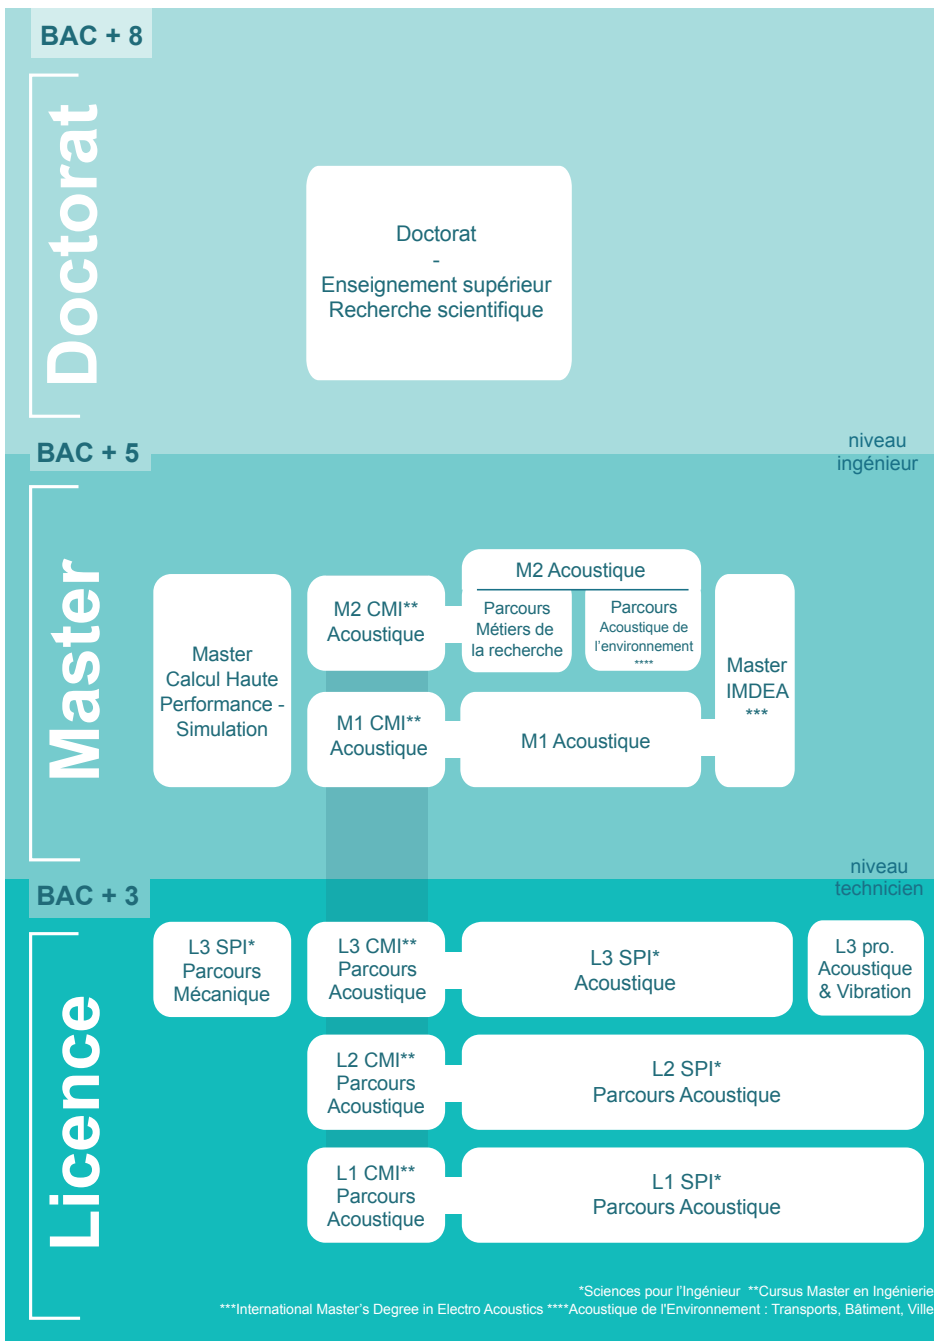 BAC + 8
Doctorat
Doctorat
-
Enseignement supérieur
Recherche scientifique
BAC + 5
niveau
ingénieur
Master
Master
Calcul Haute
Performance -
Simulation
M2 CMI**
Acoustique
M2 Acoustique
Parcours
Métiers de
la recherche
Parcours
Acoustique de
l'environnement
****
M1 CMI**
Acoustique
M1 Acoustique
Master
IMDEA
***
niveau
technicien
BAC + 3
Licence
L3 SPI*
Parcours
Mécanique
L3 CMI**
Parcours
Acoustique
L3 SPI*
Acoustique
L3 pro.
Acoustique
& Vibration
L2 CMI**
Parcours
Acoustique
L2 SPI*
Parcours Acoustique
L1 CMI**
Parcours
Acoustique
L1 SPI*
Parcours Acoustique
*Sciences pour l'Ingénieur **Cursus Master en Ingénierie
***International Master's Degree in Electro Acoustics ****Acoustique de l'Environnement : Transports, Bâtiment, Ville